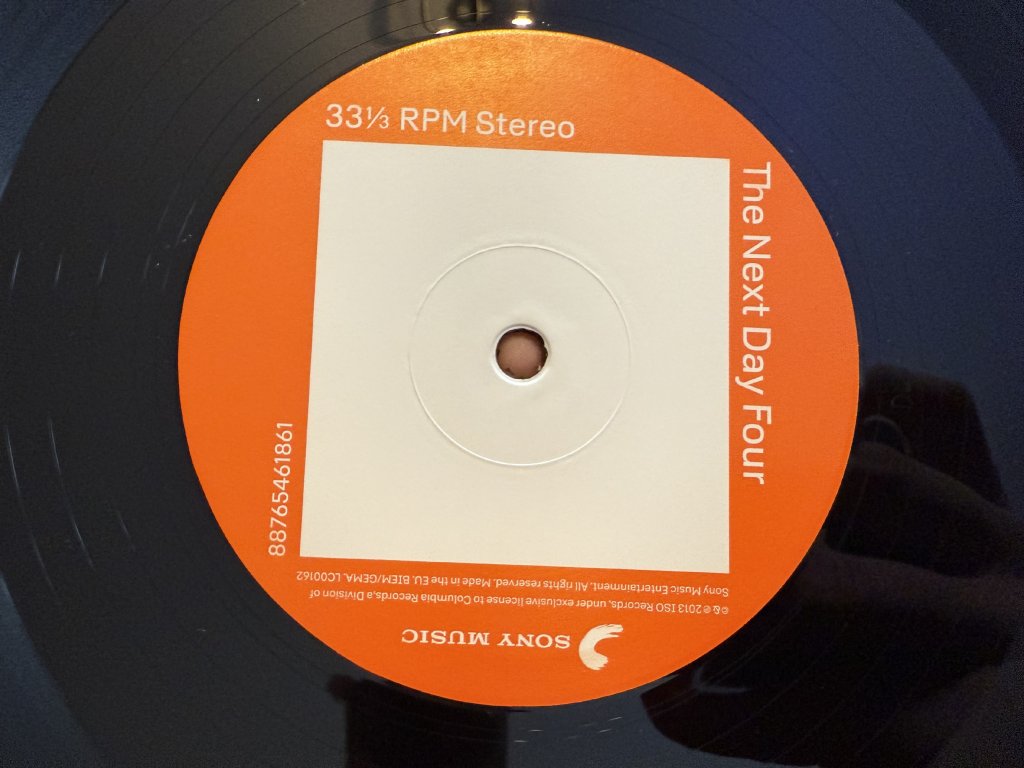 33⅓ RPM Stereo
The Next Day Four
℗ & © 2013 ISO Records, under exclusive license to Columbia Records,a Division of
Sony Music Entertainment. All rights reserved. Made in the EU. BIEM/GEMA. LC00162
SONY MUSIC
88765461861